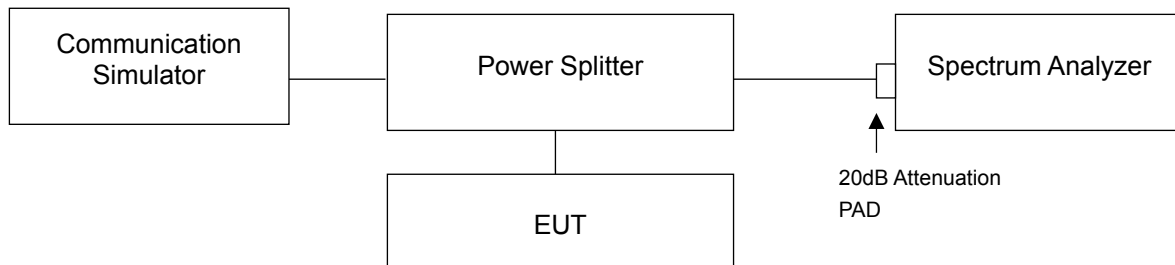 Communication
Simulator
Power Splitter
Spectrum Analyzer
20dB Attenuation
PAD
EUT